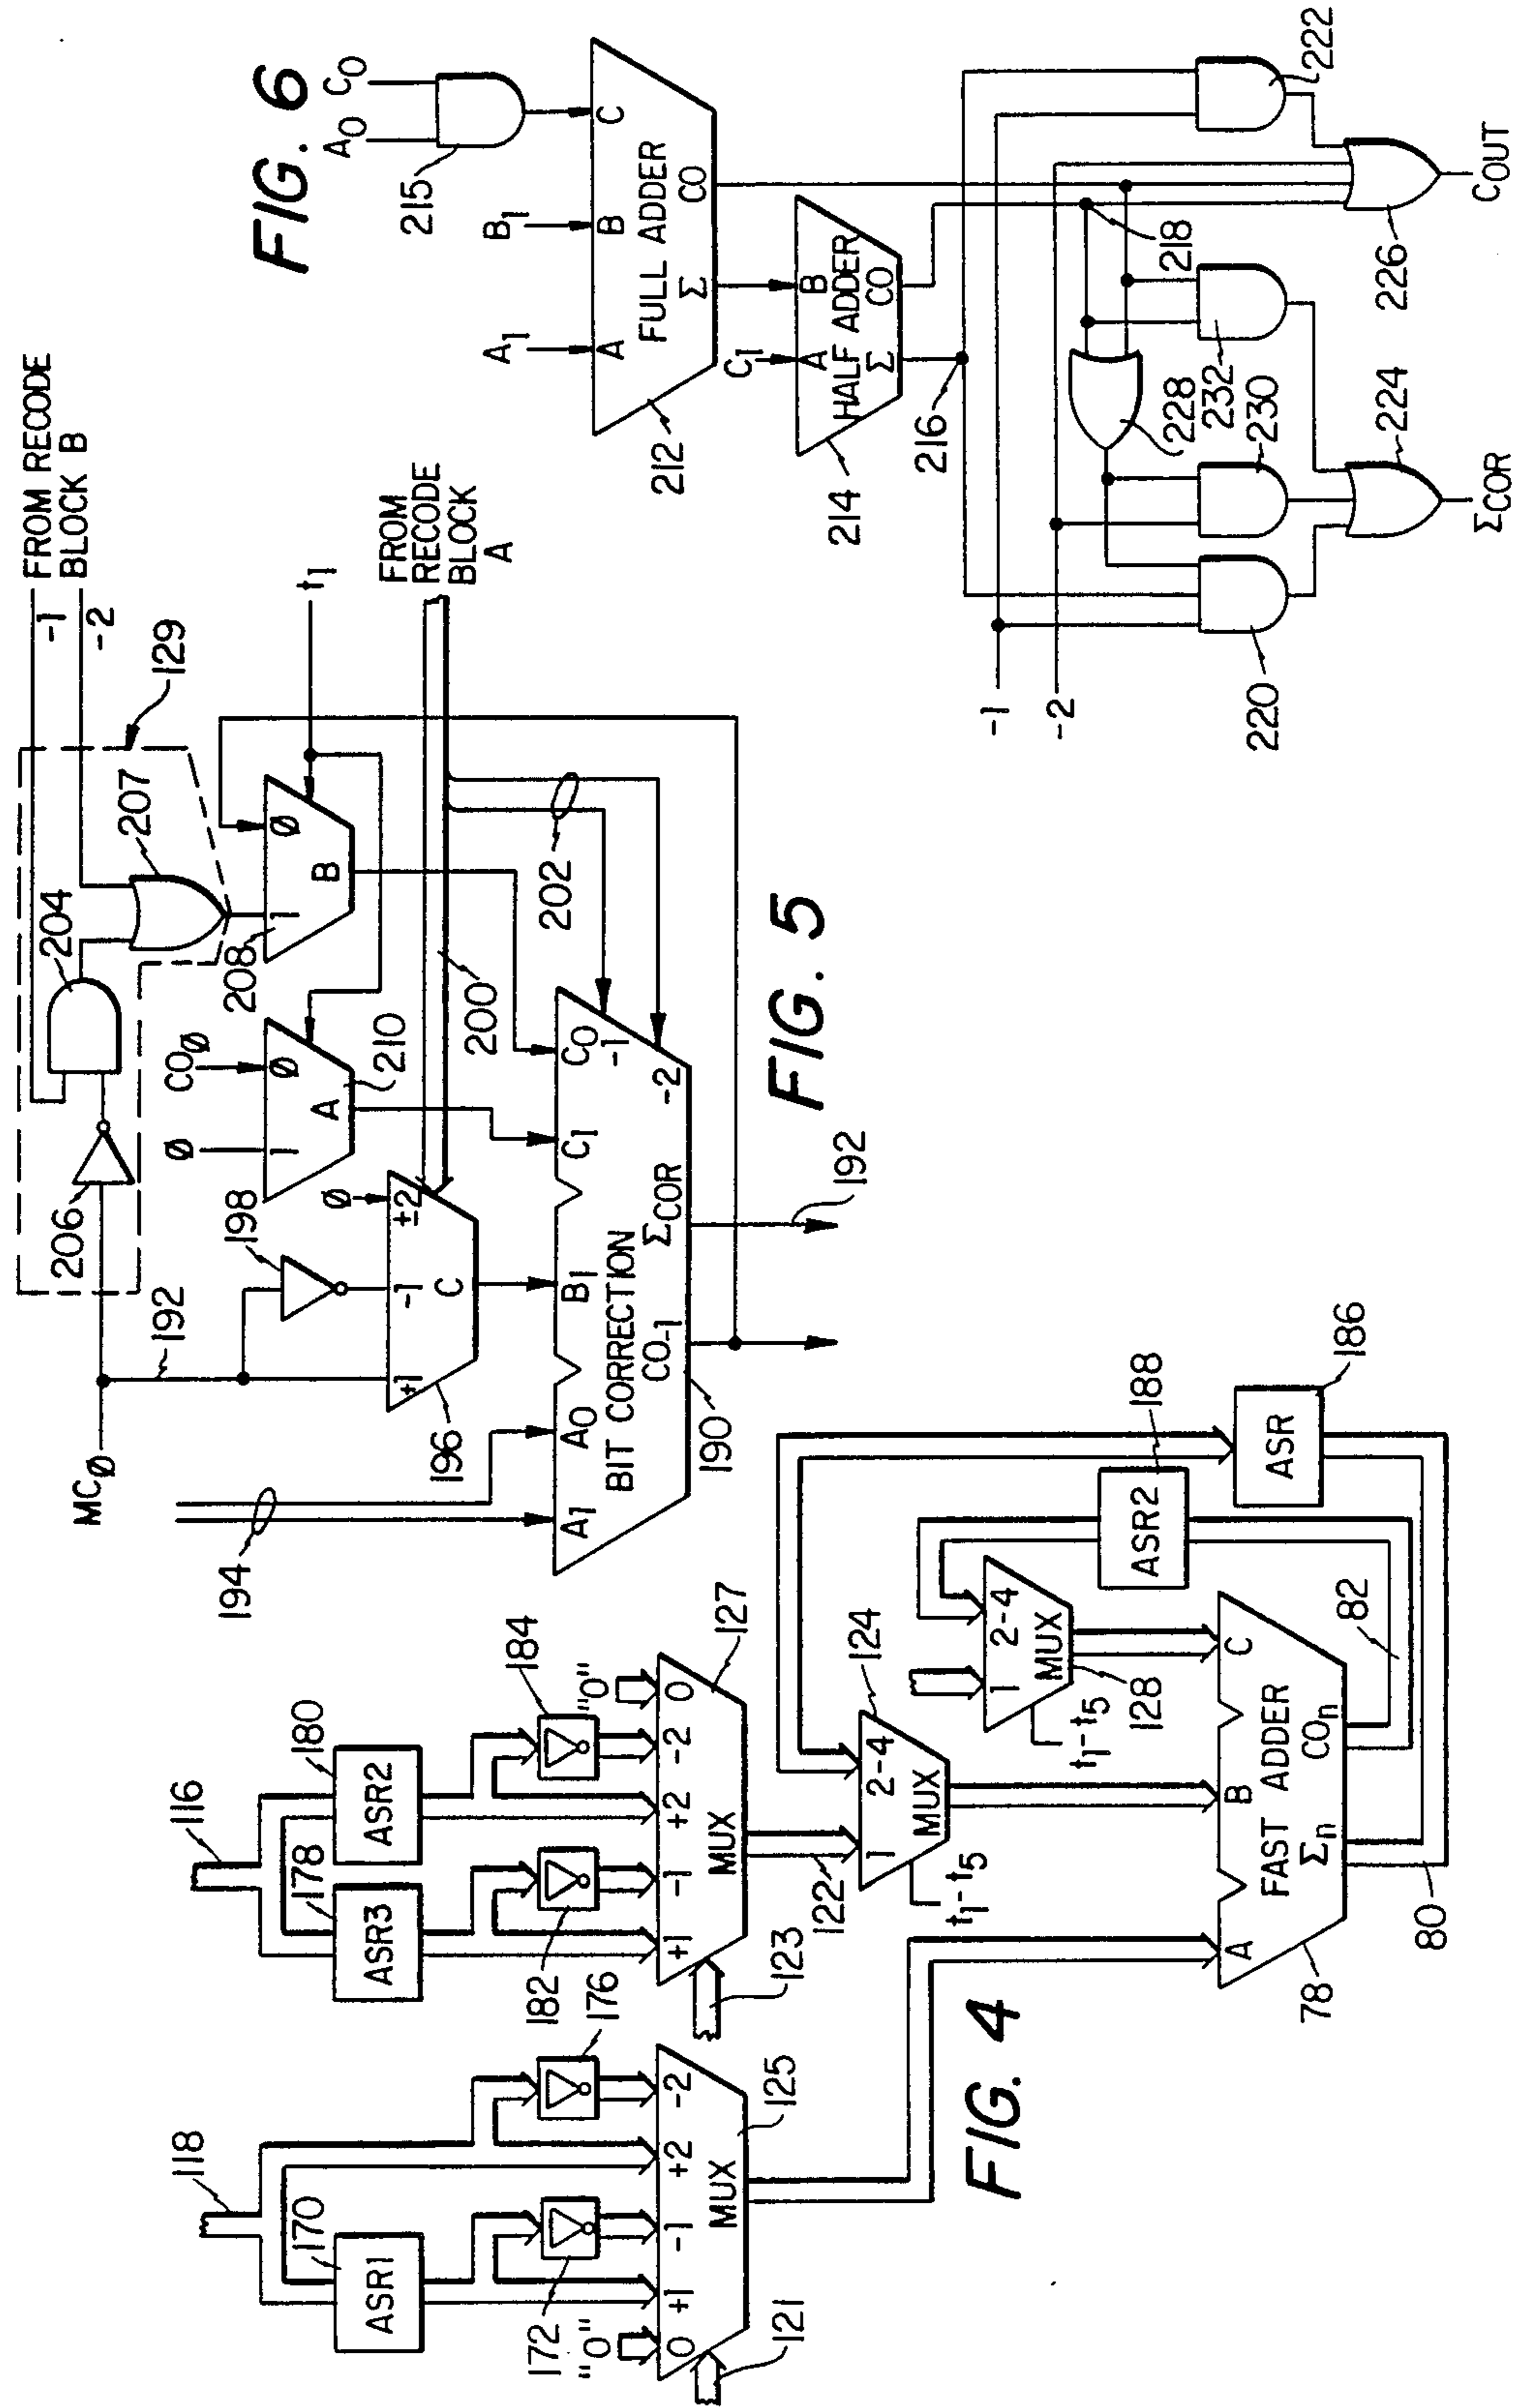 FIG. 6
A0
C0
215
A1
B1
A
B
C
FULL ADDER
Σ
CO
212
C1
A
B
HALF ADDER
Σ
CO
214
216
218
-1
-2
220
222
228
230
232
224
226
ΣCOR
COUT
FROM RECODE
BLOCK B
-1
-2
129
204
206
207
t1
FROM
RECODE
BLOCK
A
MCØ
192
198
Ø
COØ
1
Ø
A
210
1
Ø
B
208
Ø
+1
-1
±2
C
196
200
202
194
A1
A0
B1
C1
C0
-1
-2
BIT CORRECTION
CO-1
ΣCOR
190
192
FIG. 5
118
170
ASR1
172
176
"0"
0
+1
-1
+2
-2
MUX
125
121
116
178
180
ASR3
ASR2
182
184
"0"
+1
-1
+2
-2
0
MUX
127
123
122
1
2-4
MUX
124
t1-t5
1
2-4
MUX
128
t1-t5
ASR2
188
ASR
186
A
B
C
FAST ADDER
Σn
COn
78
80
82
FIG. 4